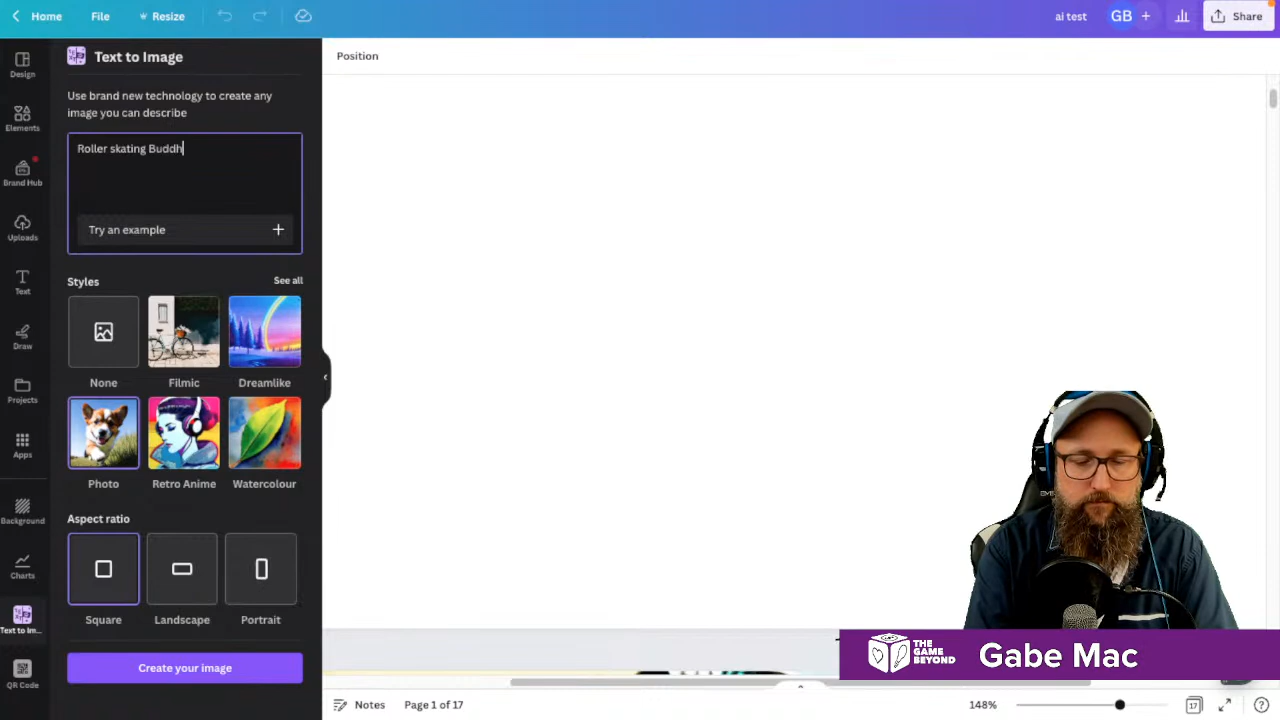 Home
File
Resize
ai test
GB
Share
Design
Elements
Brand Hub
Uploads
Text
Draw
Projects
Apps
Background
Charts
Text to Im...
QR Code
Text to Image
Use brand new technology to create any
image you can describe
Roller skating Buddh
Try an example
Styles
See all
None
Filmic
Dreamlike
Photo
Retro Anime
Watercolour
Aspect ratio
Square
Landscape
Portrait
Create your image
Position
THE
GAME
BEYOND
Gabe Mac
Notes
Page 1 of 17
148%
17